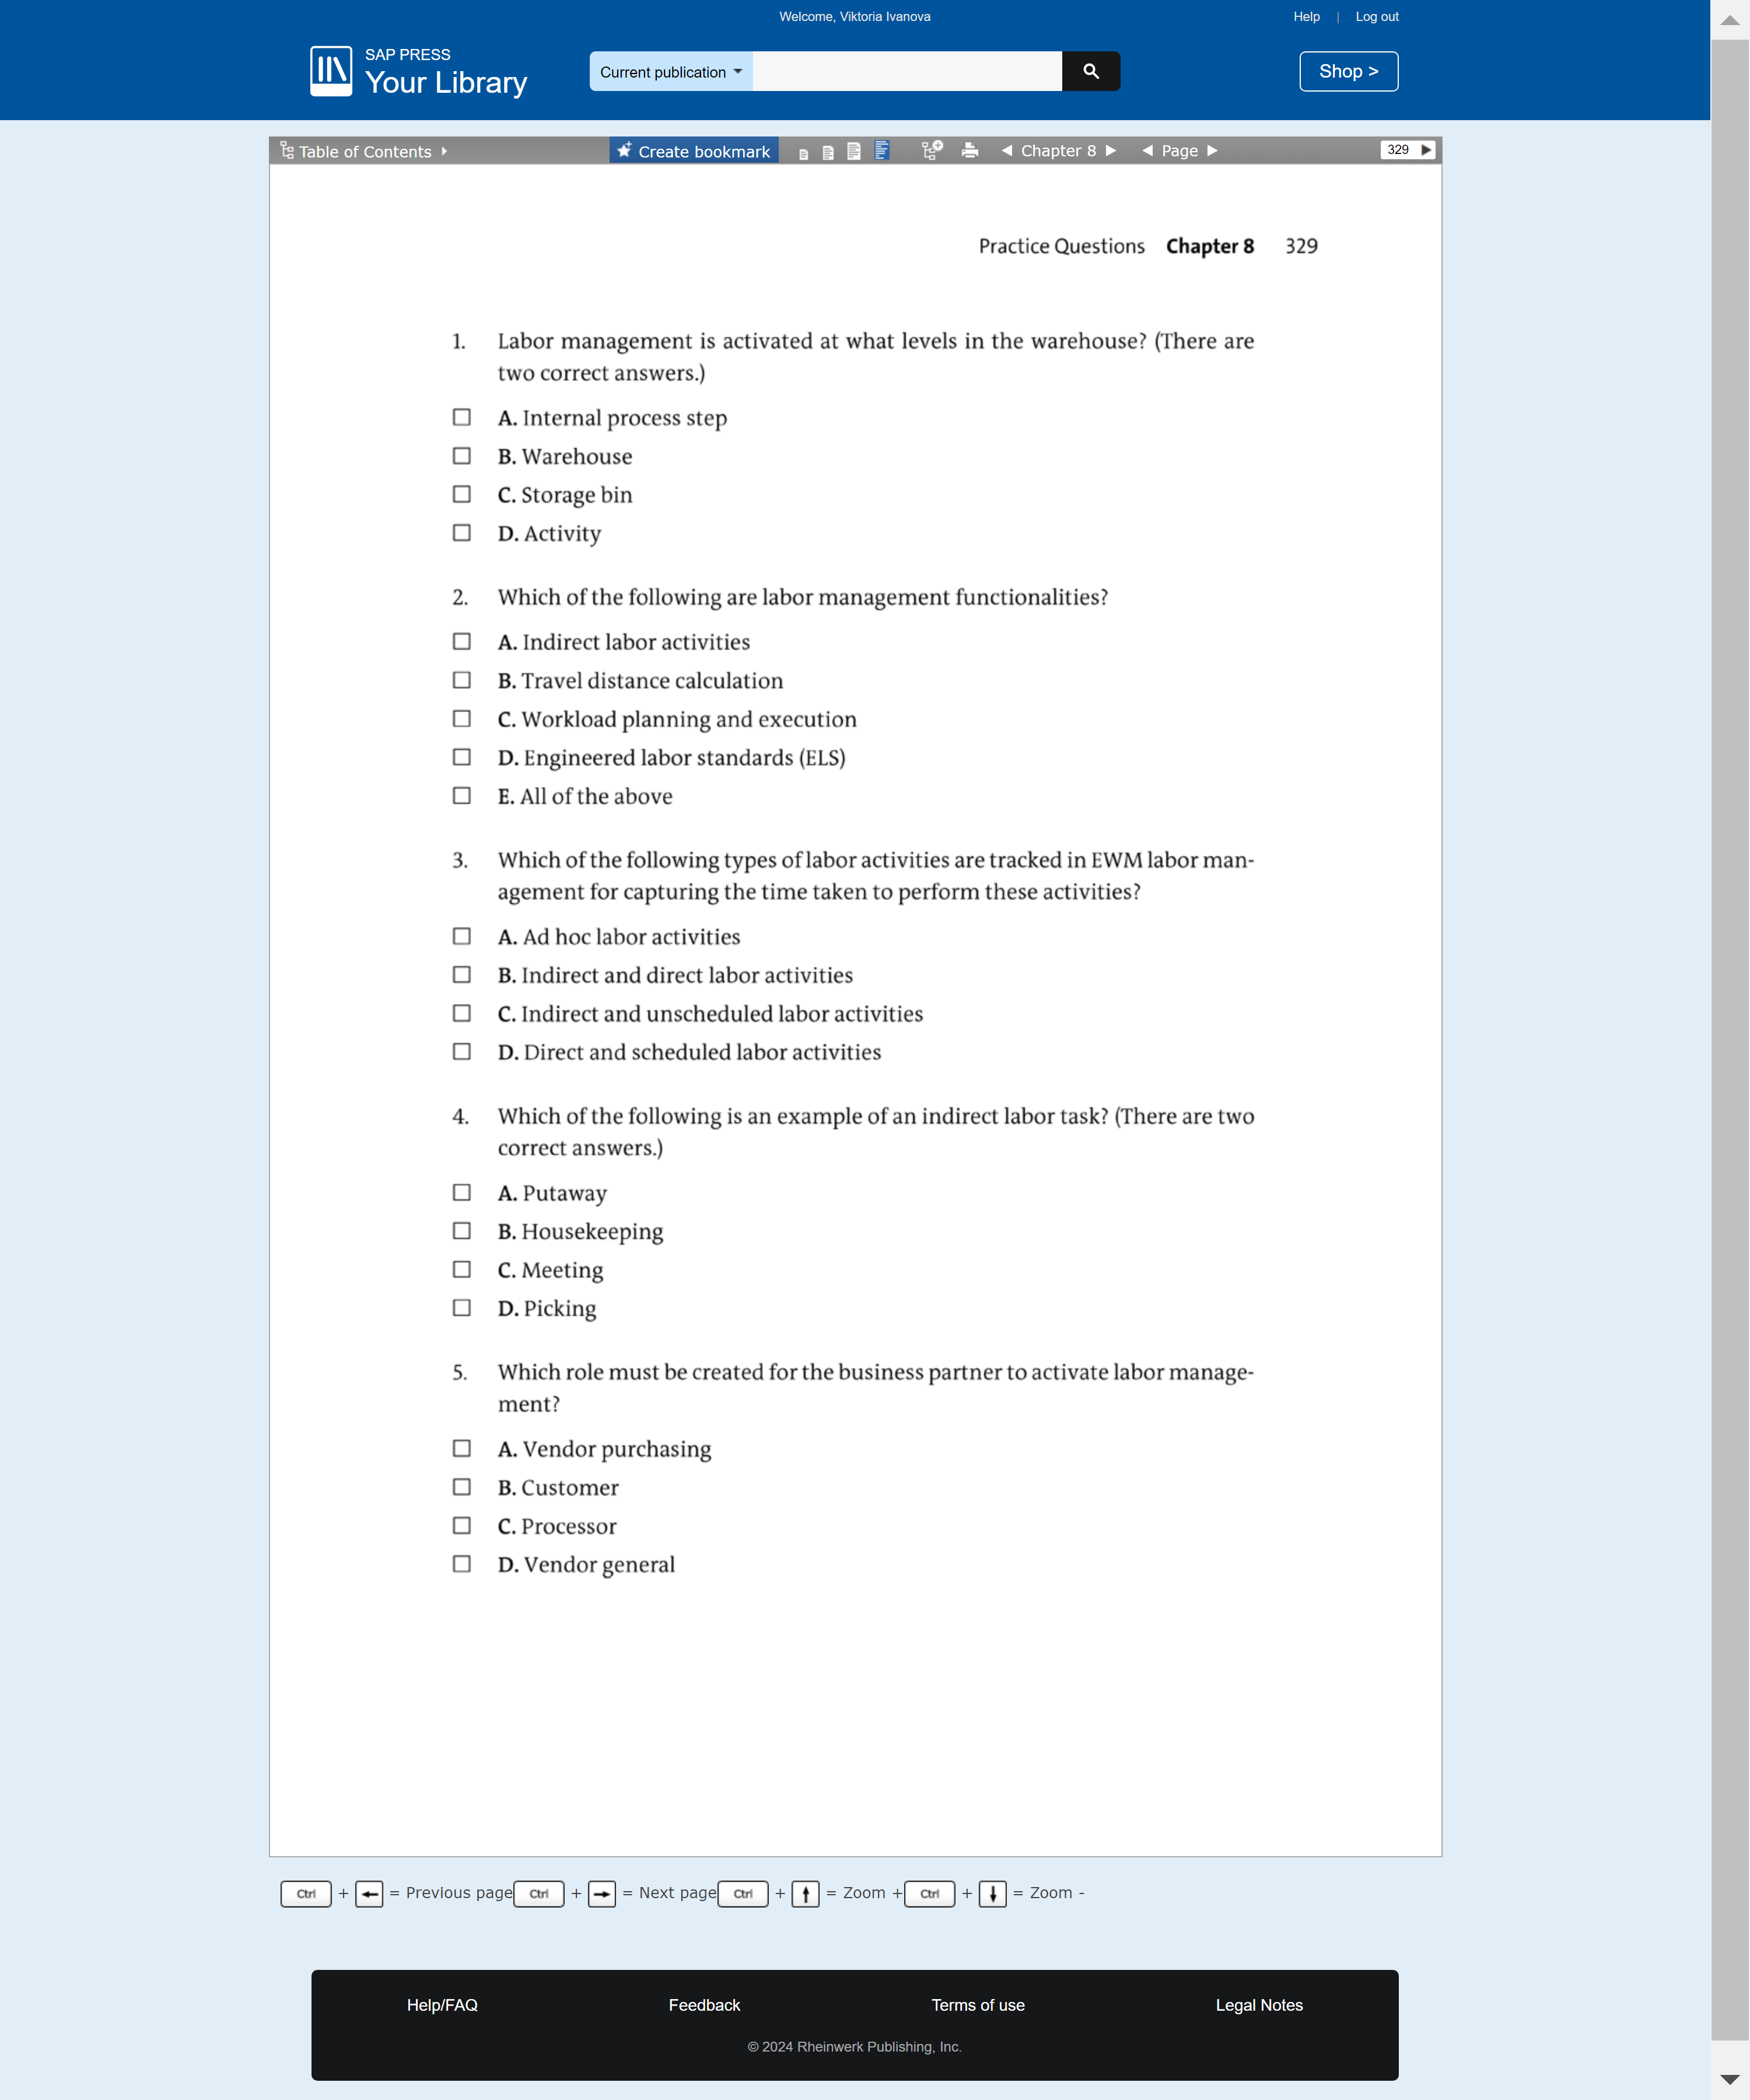 Welcome, Viktoria Ivanova
Help | Log out
SAP PRESS
Your Library
Current publication
Shop >
Table of Contents
Create bookmark
Chapter 8
Page
329
Practice Questions Chapter 8 329
1. Labor management is activated at what levels in the warehouse? (There are
two correct answers.)
A. Internal process step
B. Warehouse
C. Storage bin
D. Activity
2. Which of the following are labor management functionalities?
A. Indirect labor activities
B. Travel distance calculation
C. Workload planning and execution
D. Engineered labor standards (ELS)
E. All of the above
3. Which of the following types of labor activities are tracked in EWM labor man-
agement for capturing the time taken to perform these activities?
A. Ad hoc labor activities
B. Indirect and direct labor activities
C. Indirect and unscheduled labor activities
D. Direct and scheduled labor activities
4. Which of the following is an example of an indirect labor task? (There are two
correct answers.)
A. Putaway
B. Housekeeping
C. Meeting
D. Picking
5. Which role must be created for the business partner to activate labor manage-
ment?
A. Vendor purchasing
B. Customer
C. Processor
D. Vendor general
Ctrl + ← = Previous page Ctrl + → = Next page Ctrl + ↑ = Zoom + Ctrl + ↓ = Zoom -
Help/FAQ
Feedback
Terms of use
Legal Notes
© 2024 Rheinwerk Publishing, Inc.